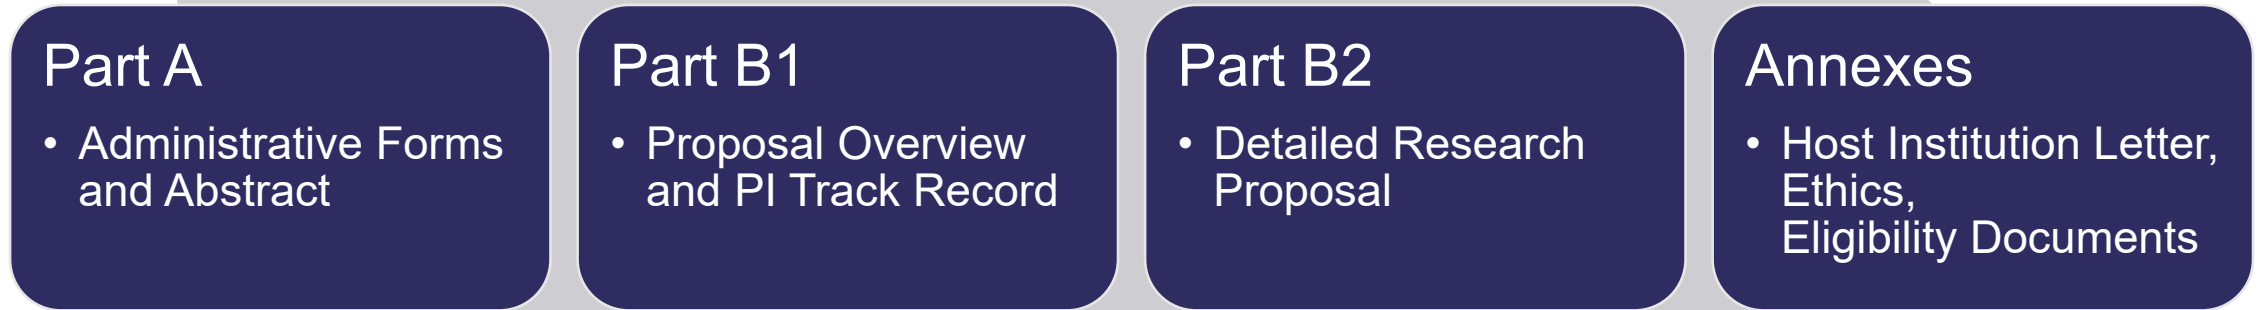 Part A
• Administrative Forms
and Abstract
Part B1
• Proposal Overview
and PI Track Record
Part B2
• Detailed Research
Proposal
Annexes
• Host Institution Letter,
Ethics,
Eligibility Documents